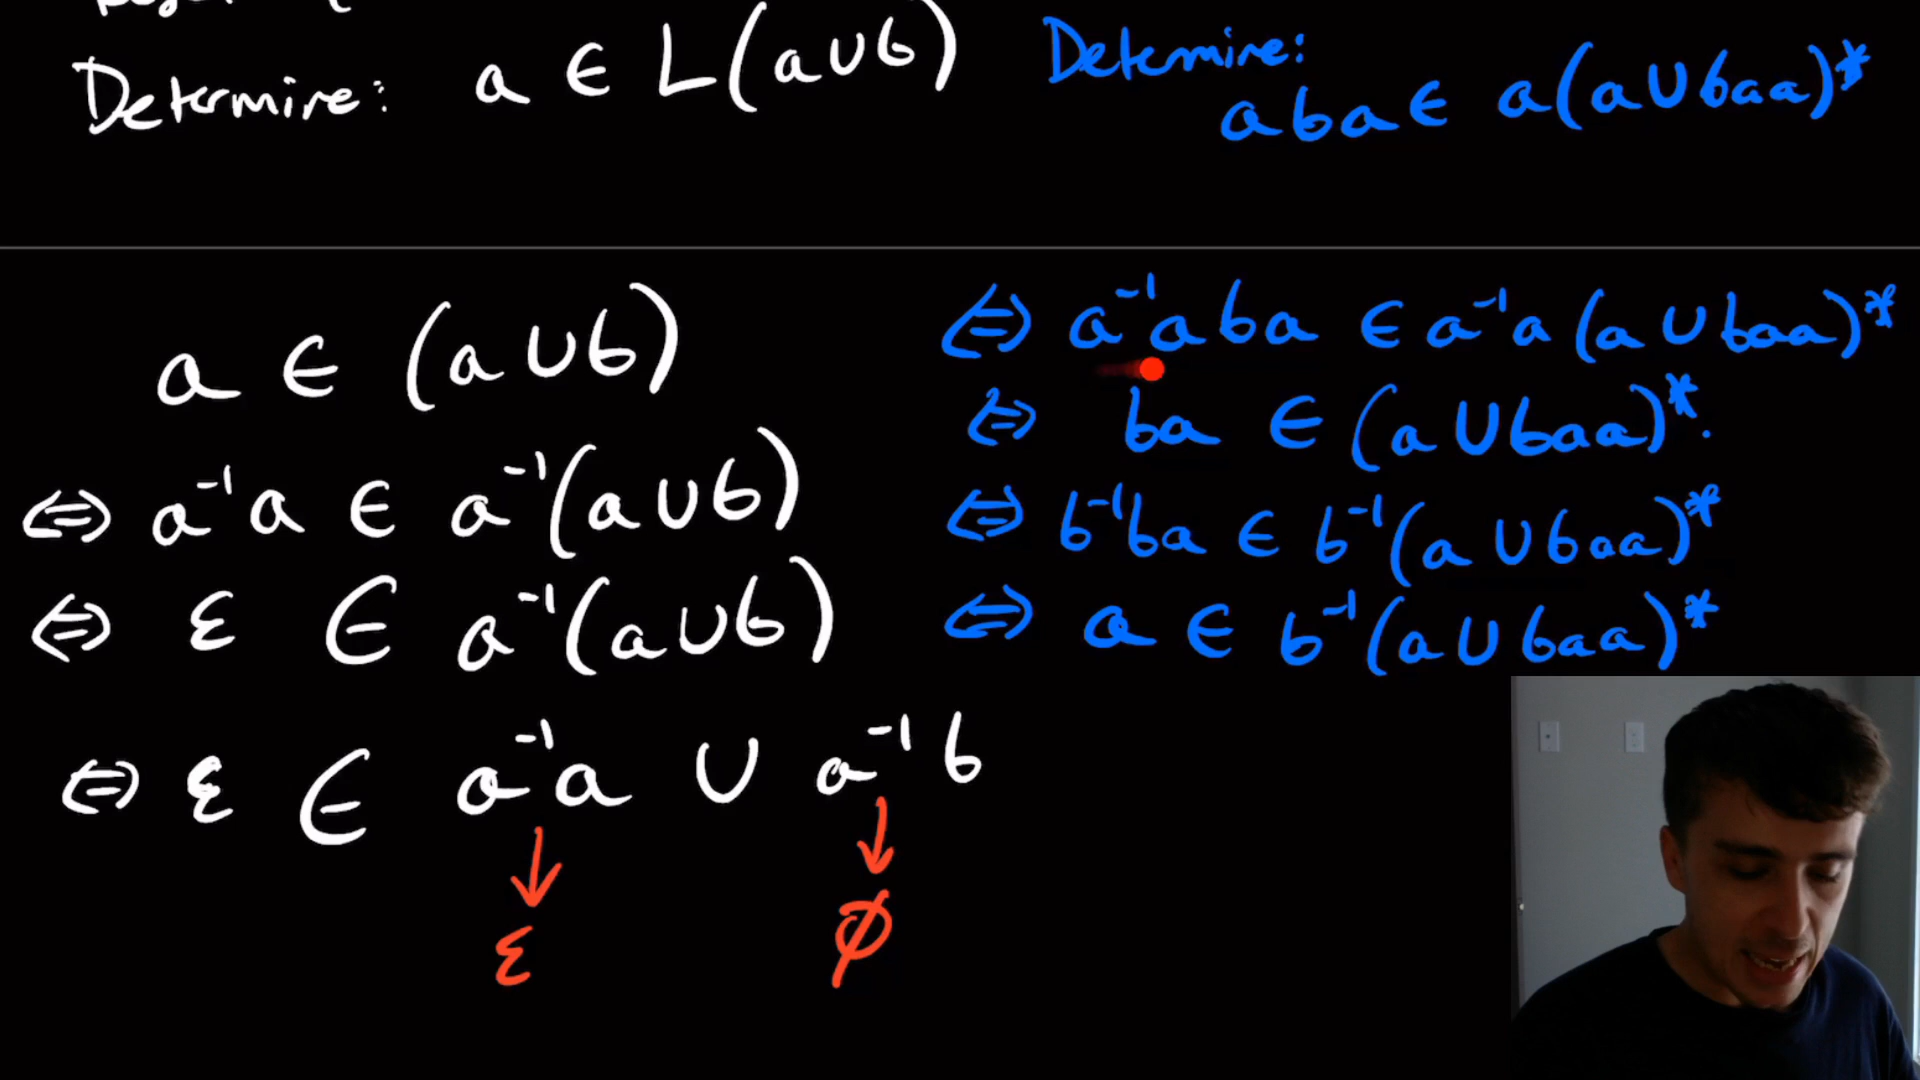 Determine: a ∈ L(a∪b)
Determine:
aba ∈ a(a∪baa)*
a ∈ (a∪b)
⇔ a⁻¹a ∈ a⁻¹(a∪b)
⇔ ε ∈ a⁻¹(a∪b)
⇔ ε ∈ a⁻¹a ∪ a⁻¹b
ε
∅
⇔ a⁻¹aba ∈ a⁻¹a(a∪baa)*
⇔ ba ∈ (a∪baa)*.
⇔ b⁻¹ba ∈ b⁻¹(a∪baa)*
⇔ a ∈ b⁻¹(a∪baa)*